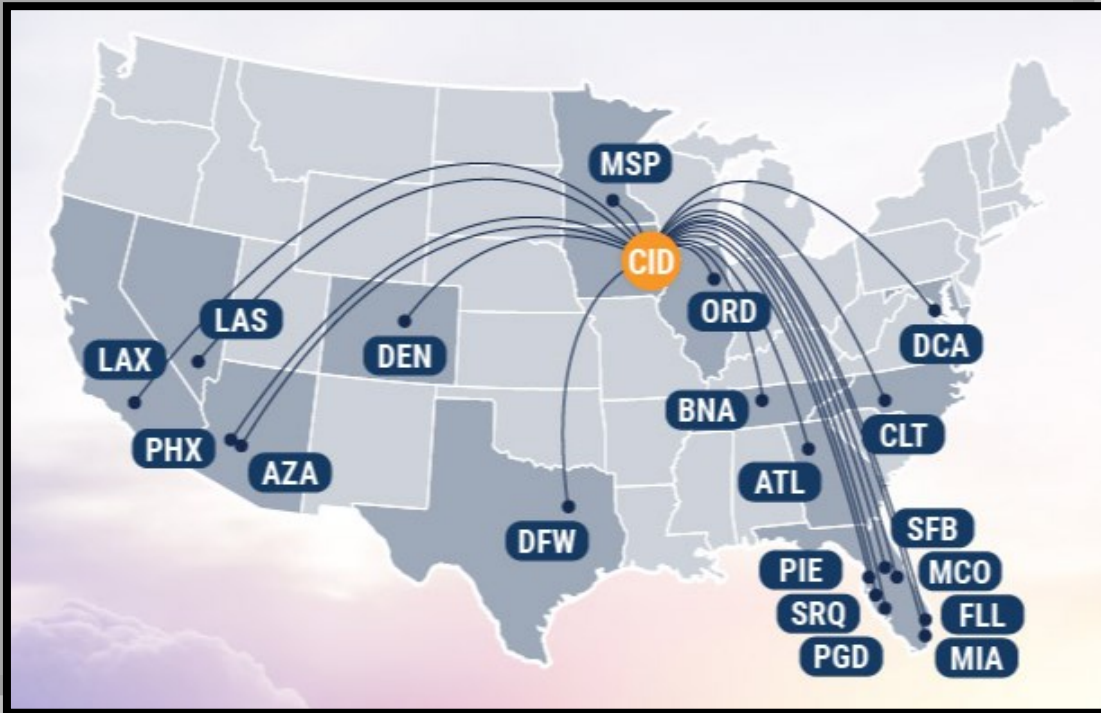 MSP
CID
LAS
ORD
LAX
DEN
DCA
BNA
PHX
CLT
AZA
ATL
SFB
DFW
PIE
MCO
SRQ
FLL
PGD
MIA